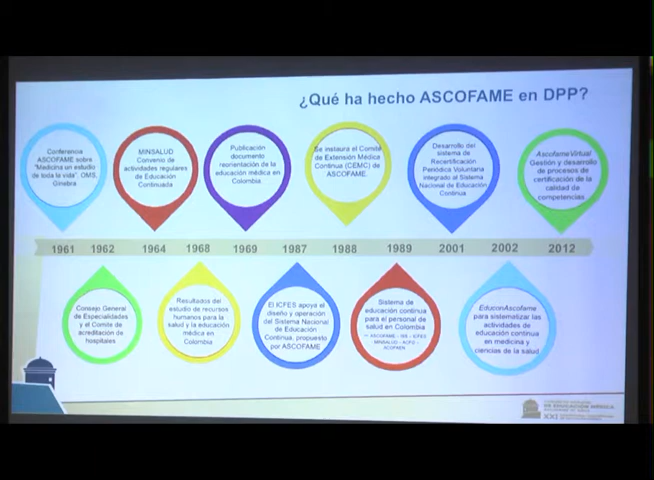 ¿Qué ha hecho ASCOFAME en DPP?
Conferencia
ASCOFAME sobre
"Medicina un estudio
de toda la vida". OMS,
Ginebra
MINSALUD
Convenio de
actividades regulares
de Educación
Continuada
Publicación
documento
reorientación de la
educación médica en
Colombia
Se instaura el Comité
de Extensión Médica
Continua (CEMC) de
ASCOFAME.
Desarrollo del
sistema de
Recertificación
Periódica Voluntaria
integrado al Sistema
Nacional de Educación
Continua
AscofameVirtual
Gestión y desarrollo
de procesos de
certificación de la
calidad de
competencias
1961 1962 1964 1968 1969 1987 1988 1989 2001 2002 2012
Consejo General
de Especialidades
y el Comité de
acreditación de
hospitales
Resultados del
estudio de recursos
humanos para la
salud y la educación
médica en
Colombia
El ICFES apoya el
diseño y operación
del Sistema Nacional
de Educación
Continua, propuesto
por ASCOFAME
Sistema de
educación
continua para el
personal de
salud en Colombia
- ASCOFAME - ISS - ICFES
- MINSALUD - ACFO -
ACOFAEN
EduconAscofame
para sistematizar las
actividades de
educación continua
en medicina y
ciencias de la salud
DE EDUCACIÓN MÉDICA